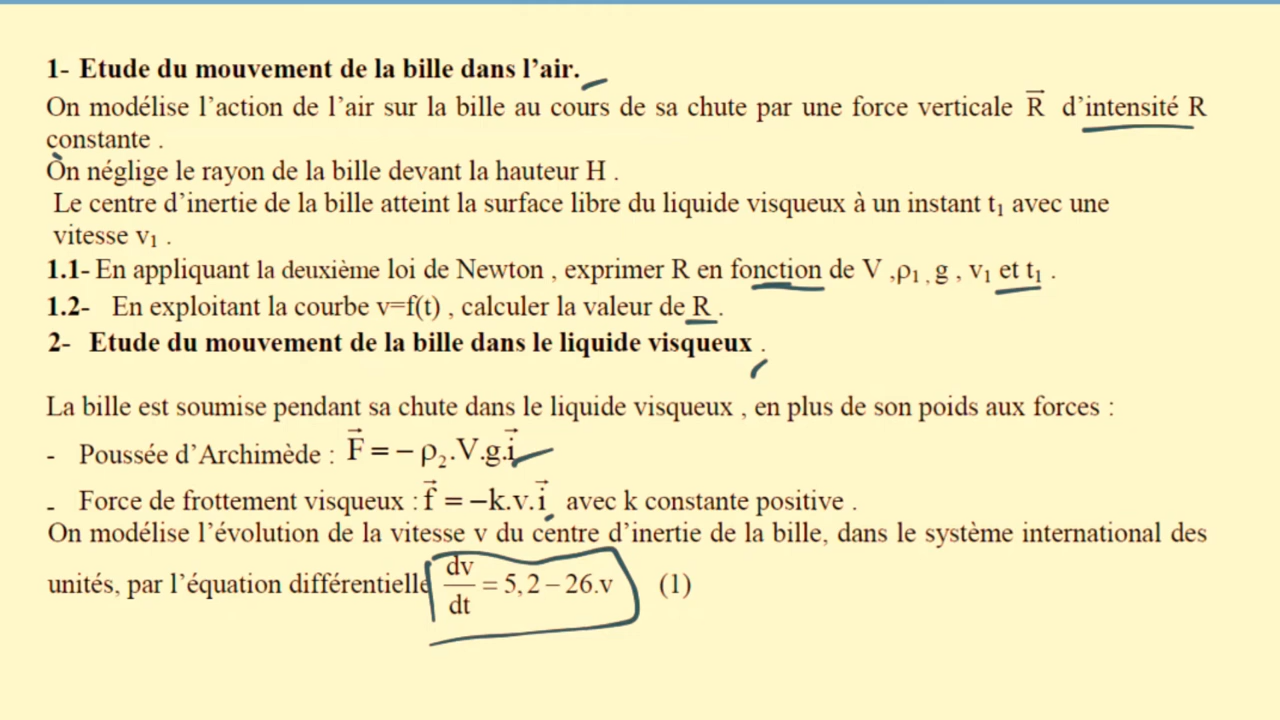 1- Etude du mouvement de la bille dans l’air.
On modélise l’action de l’air sur la bille au cours de sa chute par une force verticale R⃗ d’intensité R
constante .
On néglige le rayon de la bille devant la hauteur H .
Le centre d’inertie de la bille atteint la surface libre du liquide visqueux à un instant t₁ avec une
vitesse v₁ .
1.1- En appliquant la deuxième loi de Newton , exprimer R en fonction de V ,ρ₁ , g , v₁ et t₁ .
1.2- En exploitant la courbe v=f(t) , calculer la valeur de R .
2- Etude du mouvement de la bille dans le liquide visqueux .
La bille est soumise pendant sa chute dans le liquide visqueux , en plus de son poids aux forces :
- Poussée d’Archimède : F⃗ = – ρ₂.V.g.i⃗
- Force de frottement visqueux : f⃗ = –k.v.i⃗ avec k constante positive .
On modélise l’évolution de la vitesse v du centre d’inertie de la bille, dans le système international des
unités, par l’équation différentielle dv/dt = 5,2 – 26.v (1)